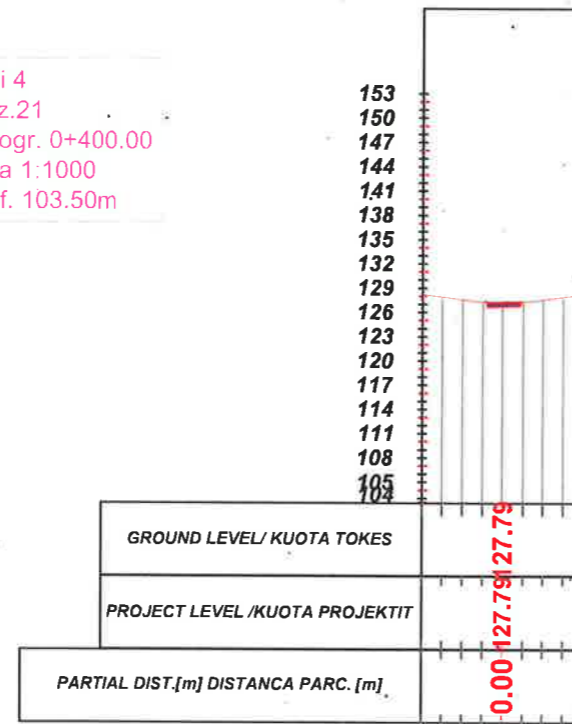 i 4
z.21
ogr. 0+400.00
a 1:1000
f. 103.50m
153
150
147
144
141
138
135
132
129
126
123
120
117
114
111
108
105
104
GROUND LEVEL/ KUOTA TOKES
127.79
PROJECT LEVEL /KUOTA PROJEKTIT
127.79
PARTIAL DIST.[m] DISTANCA PARC. [m]
0.00